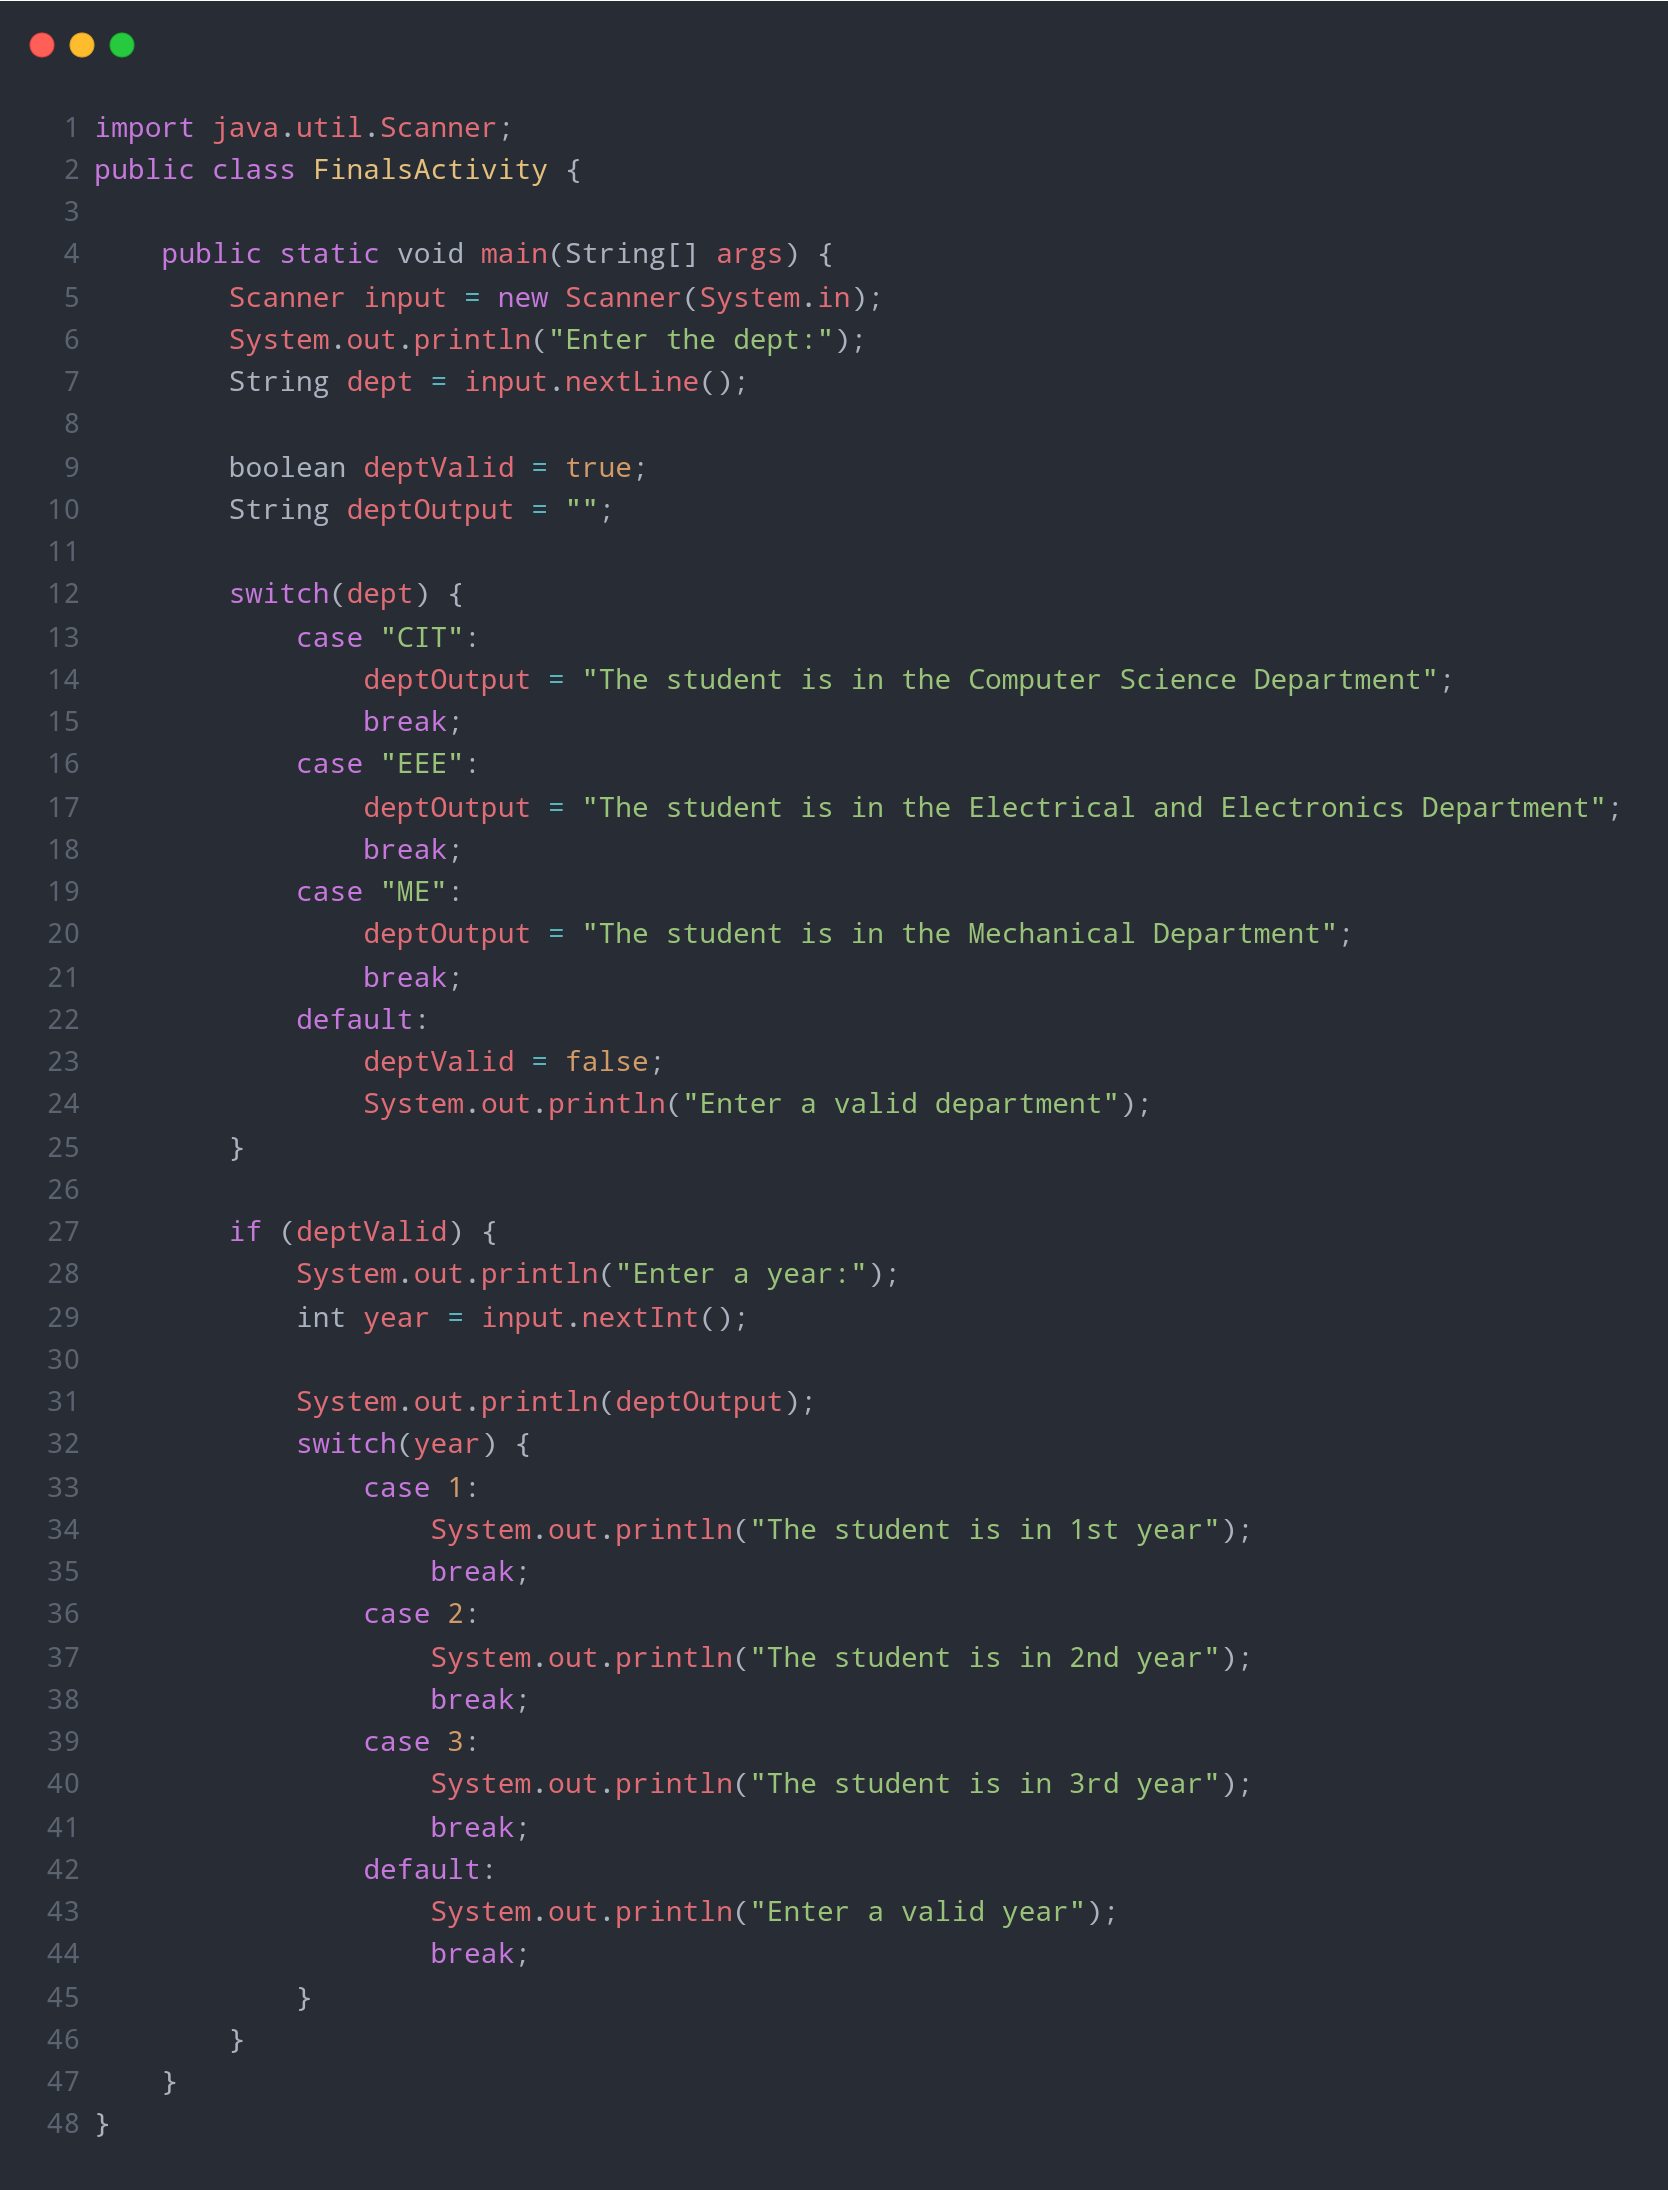 1 import java.util.Scanner;
2 public class FinalsActivity {
3
4     public static void main(String[] args) {
5         Scanner input = new Scanner(System.in);
6         System.out.println("Enter the dept:");
7         String dept = input.nextLine();
8
9         boolean deptValid = true;
10         String deptOutput = "";
11
12         switch(dept) {
13             case "CIT":
14                 deptOutput = "The student is in the Computer Science Department";
15                 break;
16             case "EEE":
17                 deptOutput = "The student is in the Electrical and Electronics Department";
18                 break;
19             case "ME":
20                 deptOutput = "The student is in the Mechanical Department";
21                 break;
22             default:
23                 deptValid = false;
24                 System.out.println("Enter a valid department");
25         }
26
27         if (deptValid) {
28             System.out.println("Enter a year:");
29             int year = input.nextInt();
30
31             System.out.println(deptOutput);
32             switch(year) {
33                 case 1:
34                     System.out.println("The student is in 1st year");
35                     break;
36                 case 2:
37                     System.out.println("The student is in 2nd year");
38                     break;
39                 case 3:
40                     System.out.println("The student is in 3rd year");
41                     break;
42                 default:
43                     System.out.println("Enter a valid year");
44                     break;
45             }
46         }
47     }
48 }